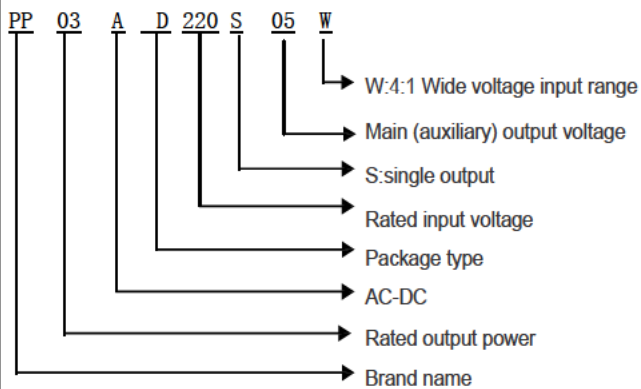 PP 03 A D 220 S 05 W
W:4:1 Wide voltage input range
Main (auxiliary) output voltage
S:single output
Rated input voltage
Package type
AC-DC
Rated output power
Brand name